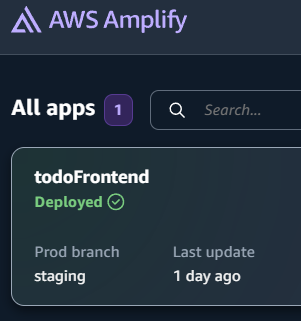 AWS Amplify
All apps 1
Search...
todoFrontend
Deployed
Prod branch Last update
staging 1 day ago